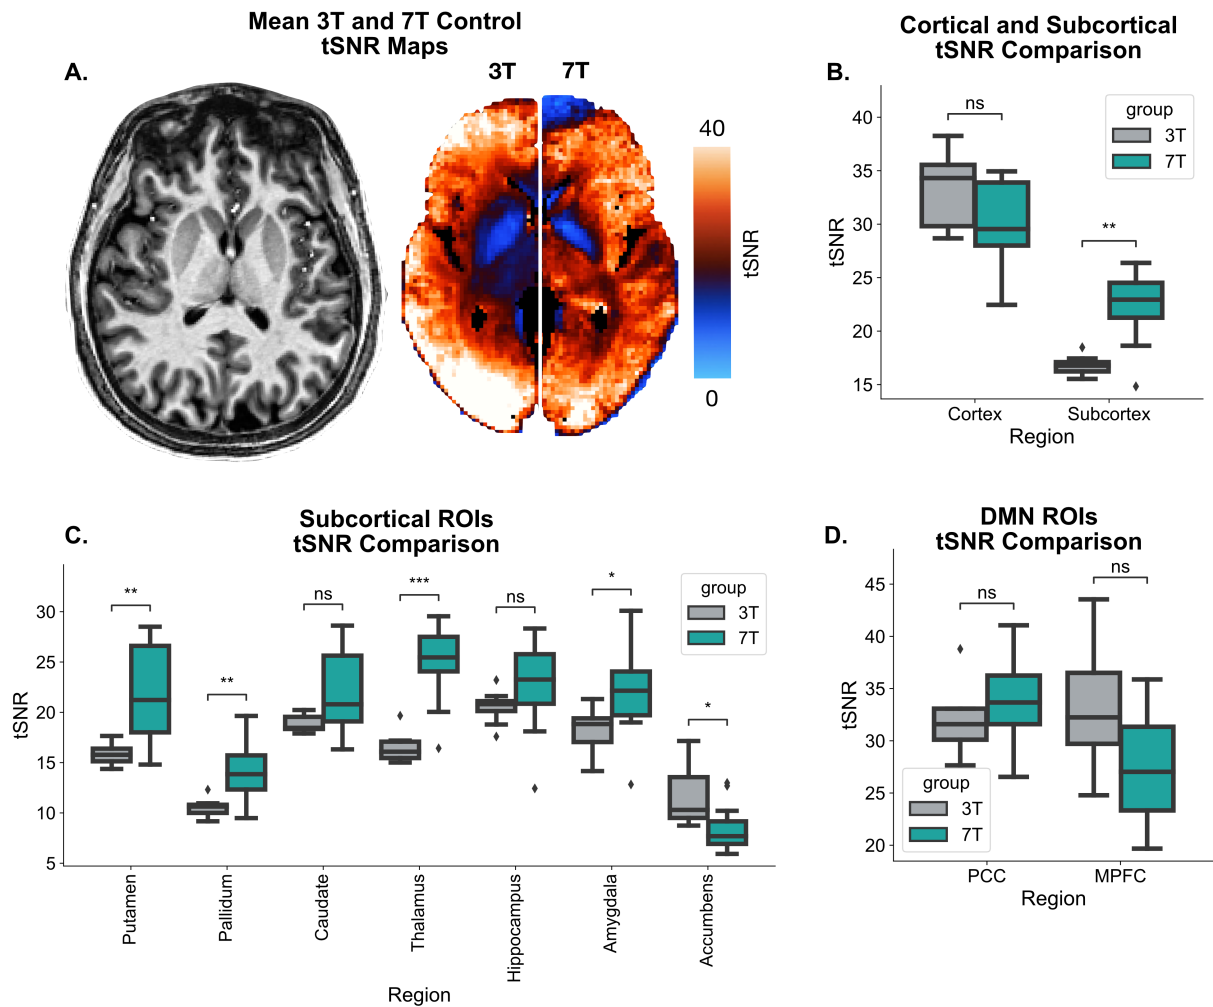 Mean 3T and 7T Control
tSNR Maps
A.
3T
7T
40
tSNR
0
Cortical and Subcortical
tSNR Comparison
B.
ns
**
group
3T
7T
40
35
30
25
20
15
tSNR
Cortex
Subcortex
Region
Subcortical ROIs
tSNR Comparison
C.
**
**
ns
***
ns
*
*
group
3T
7T
30
25
20
15
10
5
tSNR
Putamen
Pallidum
Caudate
Thalamus
Hippocampus
Amygdala
Accumbens
Region
DMN ROIs
tSNR Comparison
D.
ns
ns
45
40
35
30
25
20
tSNR
group
3T
7T
PCC
MPFC
Region